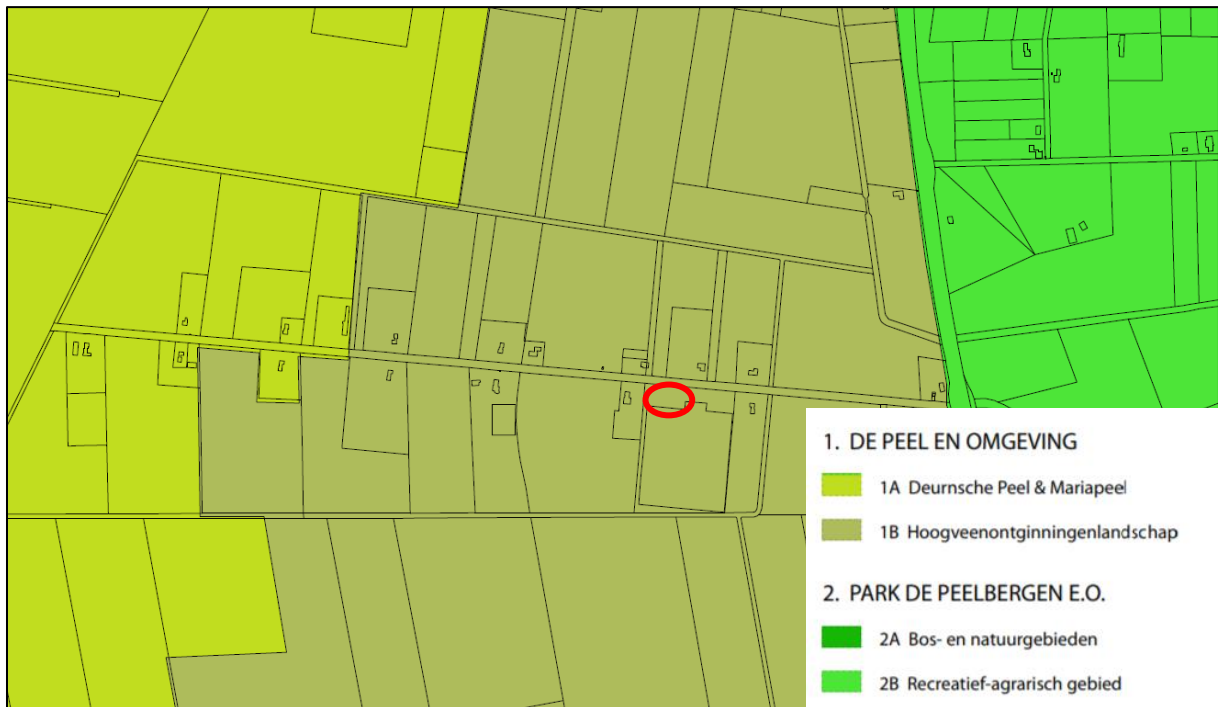 1. DE PEEL EN OMGEVING
1A Deurnsche Peel & Mariapeel
1B Hoogveenontginningenlandschap
2. PARK DE PEELBERGEN E.O.
2A Bos- en natuurgebieden
2B Recreatief-agrarisch gebied